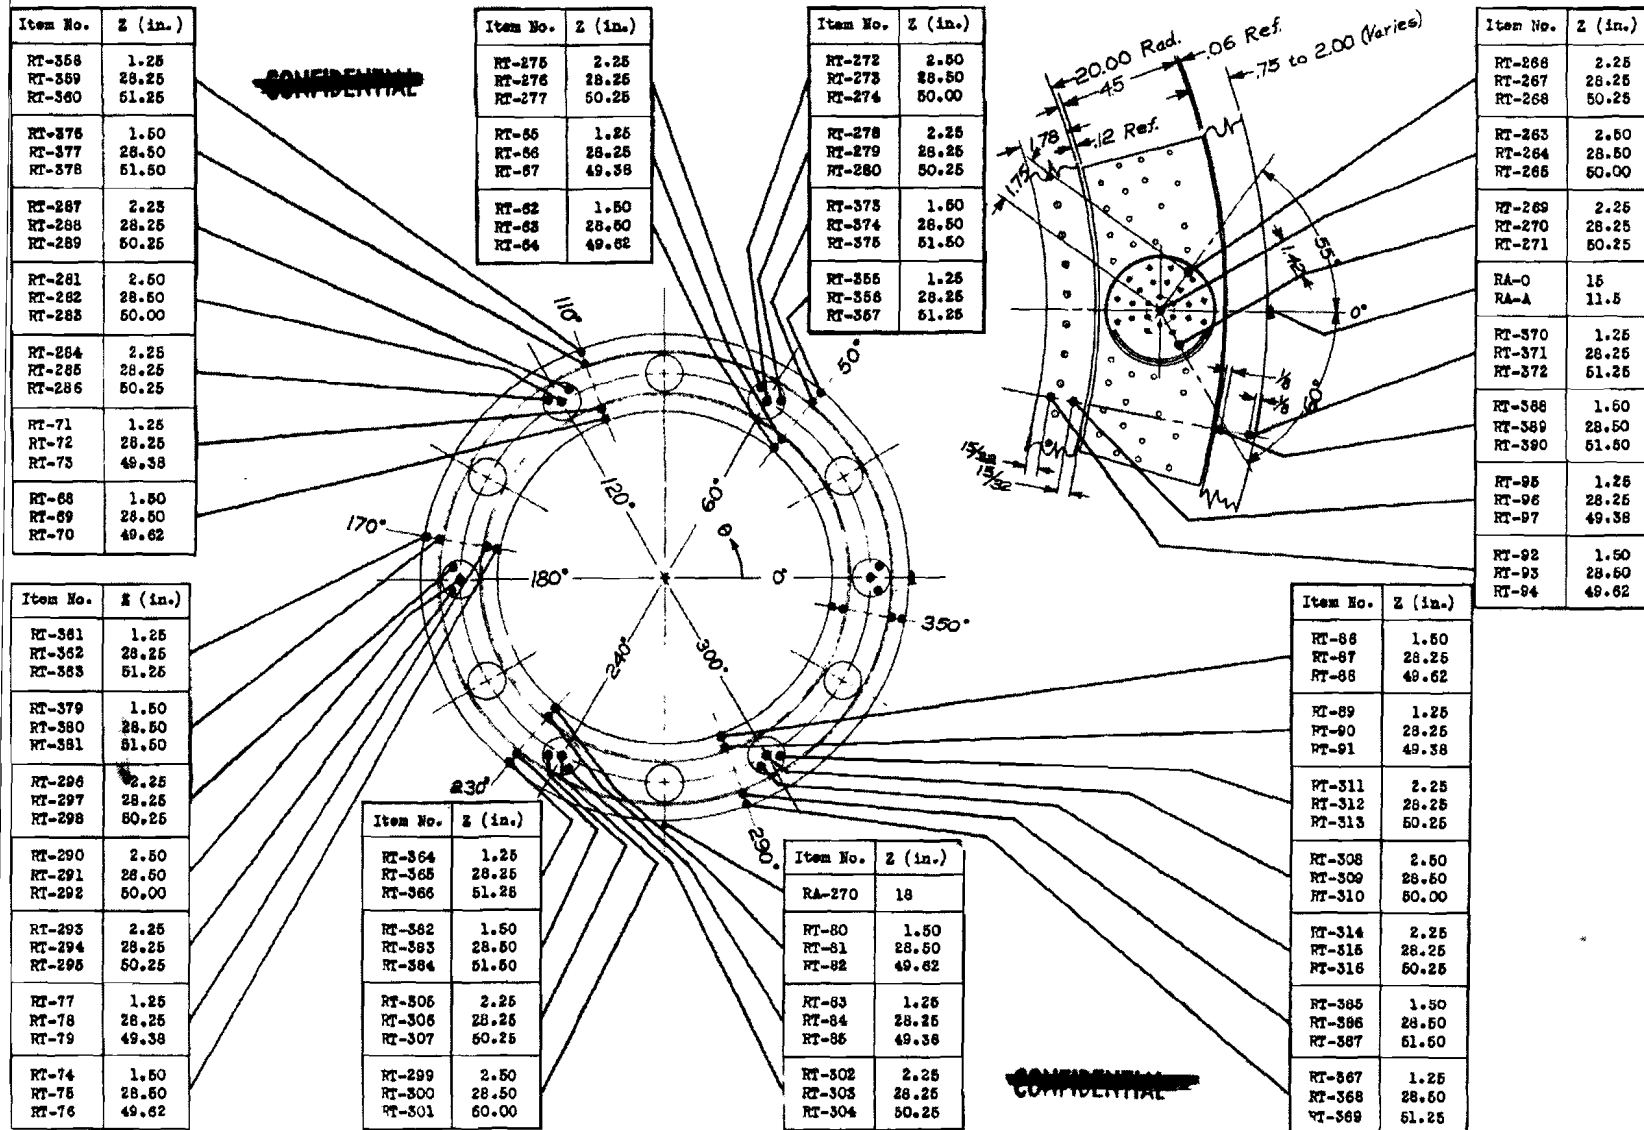 Item No. Z (in.)
RT-358 1.25
RT-359 28.25
RT-360 51.25
RT-376 1.50
RT-377 28.50
RT-378 51.50
RT-287 2.25
RT-288 28.25
RT-289 50.25
RT-281 2.50
RT-282 28.50
RT-283 50.00
RT-284 2.25
RT-285 28.25
RT-286 50.25
RT-71 1.25
RT-72 28.25
RT-73 49.38
RT-68 1.50
RT-69 28.50
RT-70 49.62
CONFIDENTIAL
Item No. Z (in.)
RT-275 2.25
RT-276 28.25
RT-277 50.25
RT-65 1.25
RT-66 28.25
RT-67 49.38
RT-62 1.50
RT-63 28.50
RT-64 49.62
Item No. Z (in.)
RT-272 2.50
RT-273 28.50
RT-274 50.00
RT-278 2.25
RT-279 28.25
RT-280 50.25
RT-373 1.50
RT-374 28.50
RT-375 51.50
RT-355 1.25
RT-356 28.25
RT-357 51.25
20.00 Rad.
.06 Ref.
.75 to 2.00 (Varies)
.45
1.78
.12 Ref.
1.75
1.42
55°
0°
60°
1/8
1/8
15/32
15/32
Item No. Z (in.)
RT-266 2.25
RT-267 28.25
RT-268 50.25
RT-263 2.50
RT-264 28.50
RT-265 50.00
RT-269 2.25
RT-270 28.25
RT-271 50.25
RA-0 15
RA-A 11.5
RT-370 1.25
RT-371 28.25
RT-372 51.25
RT-388 1.50
RT-389 28.50
RT-390 51.50
RT-95 1.25
RT-96 28.25
RT-97 49.38
RT-92 1.50
RT-93 28.50
RT-94 49.62
110°
50°
120°
60°
θ
170°
180°
0°
350°
240°
300°
230°
290°
Item No. Z (in.)
RT-361 1.25
RT-362 28.25
RT-363 51.25
RT-379 1.50
RT-380 28.50
RT-381 51.50
RT-296 2.25
RT-297 28.25
RT-298 50.25
RT-290 2.50
RT-291 28.50
RT-292 50.00
RT-293 2.25
RT-294 28.25
RT-295 50.25
RT-77 1.25
RT-78 28.25
RT-79 49.38
RT-74 1.50
RT-75 28.50
RT-76 49.62
Item No. Z (in.)
RT-364 1.25
RT-365 28.25
RT-366 51.25
RT-382 1.50
RT-383 28.50
RT-384 51.50
RT-305 2.25
RT-306 28.25
RT-307 50.25
RT-299 2.50
RT-300 28.50
RT-301 50.00
Item No. Z (in.)
RA-270 18
RT-80 1.50
RT-81 28.50
RT-82 49.62
RT-83 1.25
RT-84 28.25
RT-85 49.38
RT-302 2.25
RT-303 28.25
RT-304 50.25
CONFIDENTIAL
Item No. Z (in.)
RT-86 1.50
RT-87 28.25
RT-88 49.62
RT-89 1.25
RT-90 28.25
RT-91 49.38
RT-311 2.25
RT-312 28.25
RT-313 50.25
RT-308 2.50
RT-309 28.50
RT-310 50.00
RT-314 2.25
RT-315 28.25
RT-316 50.25
RT-385 1.50
RT-386 28.50
RT-387 51.50
RT-367 1.25
RT-368 28.50
RT-369 51.25